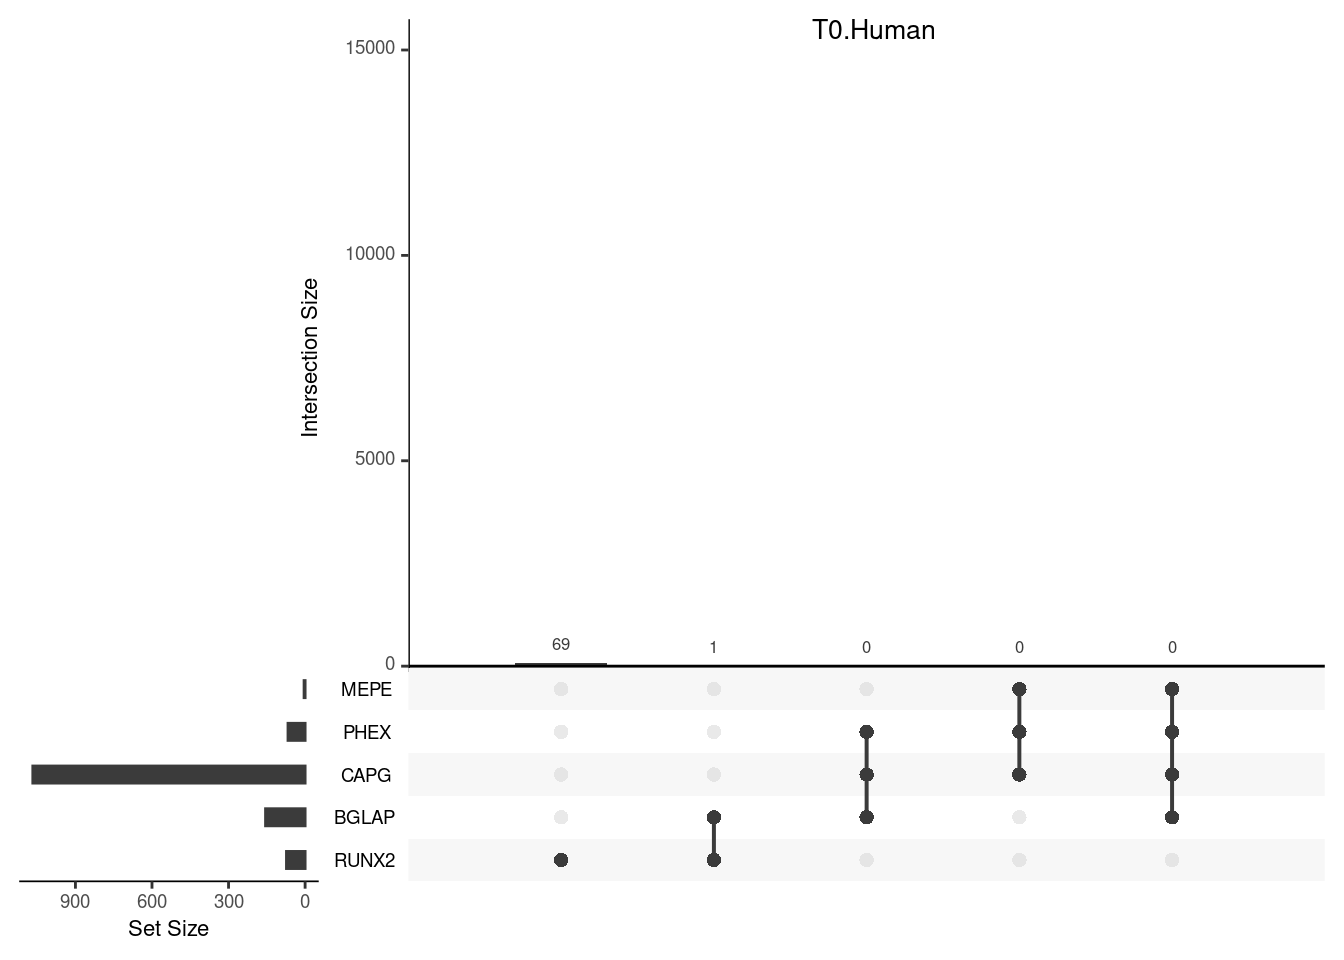 T0.Human
15000
10000
5000
0
Intersection Size
69
1
0
0
0
MEPE
PHEX
CAPG
BGLAP
RUNX2
900 600 300 0
Set Size